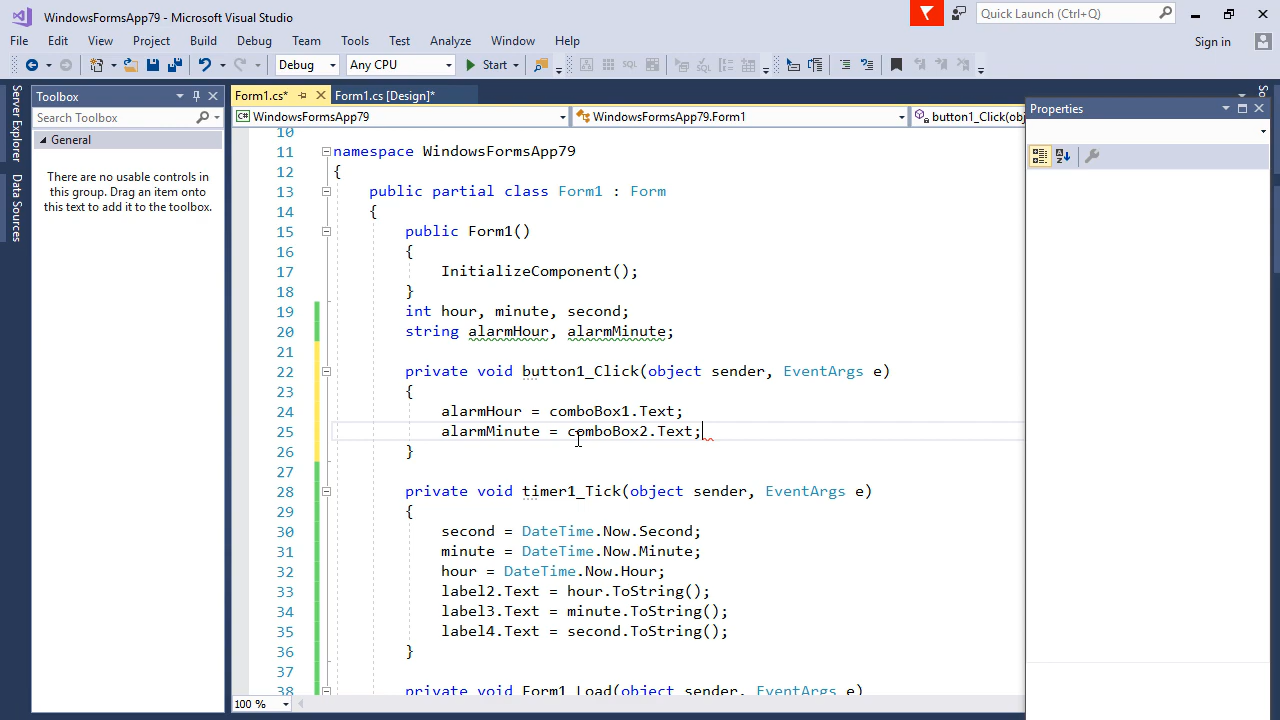 WindowsFormsApp79 - Microsoft Visual Studio
Quick Launch (Ctrl+Q)
File Edit View Project Build Debug Team Tools Test Analyze Window Help
Sign in
Debug Any CPU Start
Server Explorer
Data Sources
Toolbox
Search Toolbox
General
There are no usable controls in
this group. Drag an item onto
this text to add it to the toolbox.
Form1.cs* Form1.cs [Design]*
C# WindowsFormsApp79 WindowsFormsApp79.Form1 button1_Click(obj
10
11 namespace WindowsFormsApp79
12 {
13 public partial class Form1 : Form
14 {
15 public Form1()
16 {
17 InitializeComponent();
18 }
19 int hour, minute, second;
20 string alarmHour, alarmMinute;
21
22 private void button1_Click(object sender, EventArgs e)
23 {
24 alarmHour = comboBox1.Text;
25 alarmMinute = comboBox2.Text;
26 }
27
28 private void timer1_Tick(object sender, EventArgs e)
29 {
30 second = DateTime.Now.Second;
31 minute = DateTime.Now.Minute;
32 hour = DateTime.Now.Hour;
33 label2.Text = hour.ToString();
34 label3.Text = minute.ToString();
35 label4.Text = second.ToString();
36 }
37
38 private void Form1_Load(object sender, EventArgs e)
100 %
Properties
So